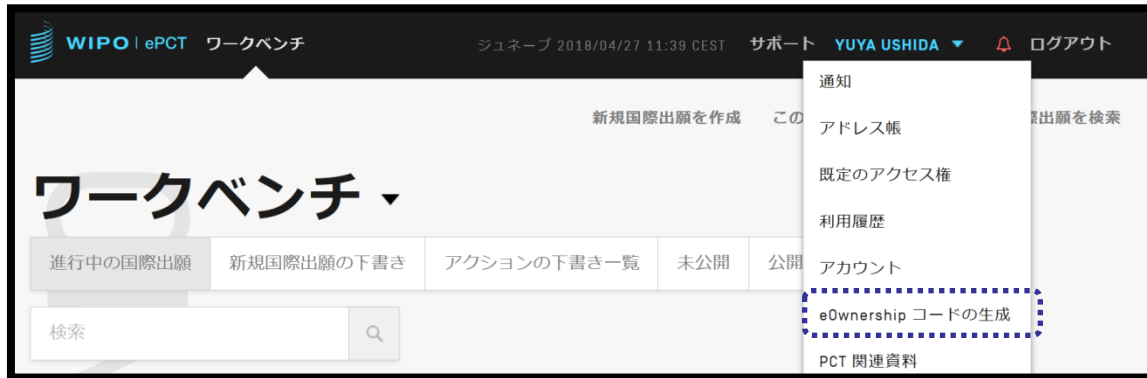 WIPO | ePCT ワークベンチ ジュネーブ 2018/04/27 11:39 CEST サポート YUYA USHIDA ログアウト
新規国際出願を作成 この 際出願を検索
ワークベンチ
進行中の国際出願 新規国際出願の下書き アクションの下書き一覧 未公開 公開
検索
通知
アドレス帳
既定のアクセス権
利用履歴
アカウント
eOwnership コードの生成
PCT 関連資料